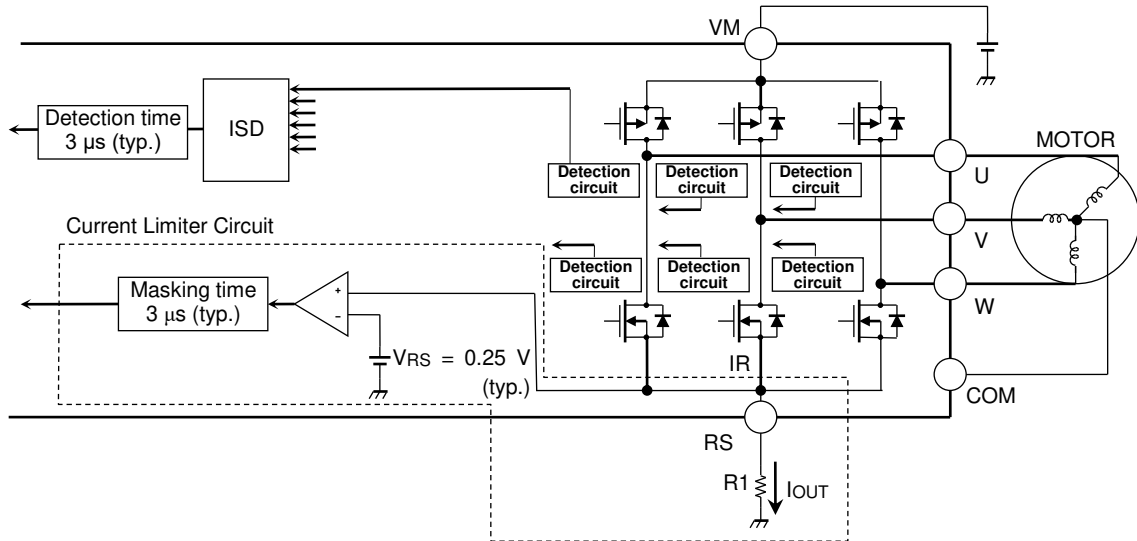 VM
Detection time
3 µs (typ.)
ISD
MOTOR
U
Detection
circuit
Detection
circuit
Detection
circuit
Current Limiter Circuit
V
Detection
circuit
Detection
circuit
Detection
circuit
Masking time
3 µs (typ.)
+
−
W
VRS = 0.25 V
(typ.)
IR
COM
RS
R1
IOUT